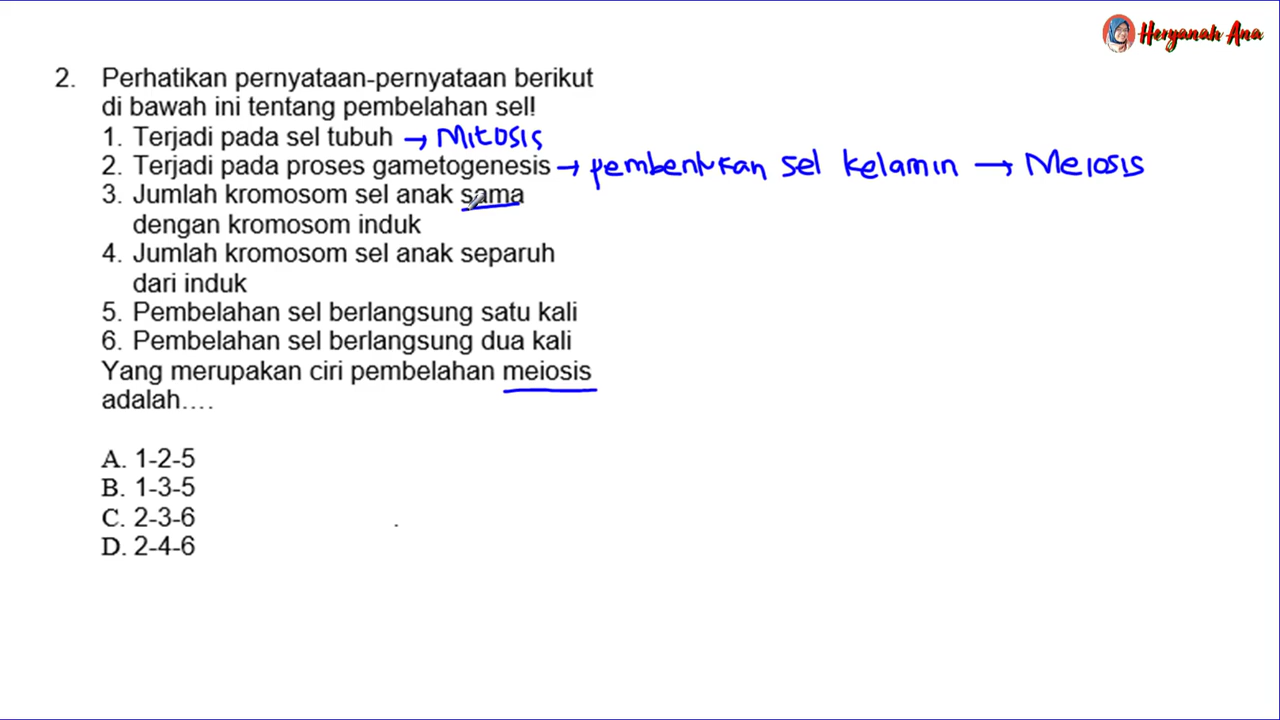 Heryanah Ana
2. Perhatikan pernyataan-pernyataan berikut
di bawah ini tentang pembelahan sel!
1. Terjadi pada sel tubuh → Mitosis
2. Terjadi pada proses gametogenesis → pembentukan sel kelamin → Meiosis
3. Jumlah kromosom sel anak sama
dengan kromosom induk
4. Jumlah kromosom sel anak separuh
dari induk
5. Pembelahan sel berlangsung satu kali
6. Pembelahan sel berlangsung dua kali
Yang merupakan ciri pembelahan meiosis
adalah....
A. 1-2-5
B. 1-3-5
C. 2-3-6
D. 2-4-6